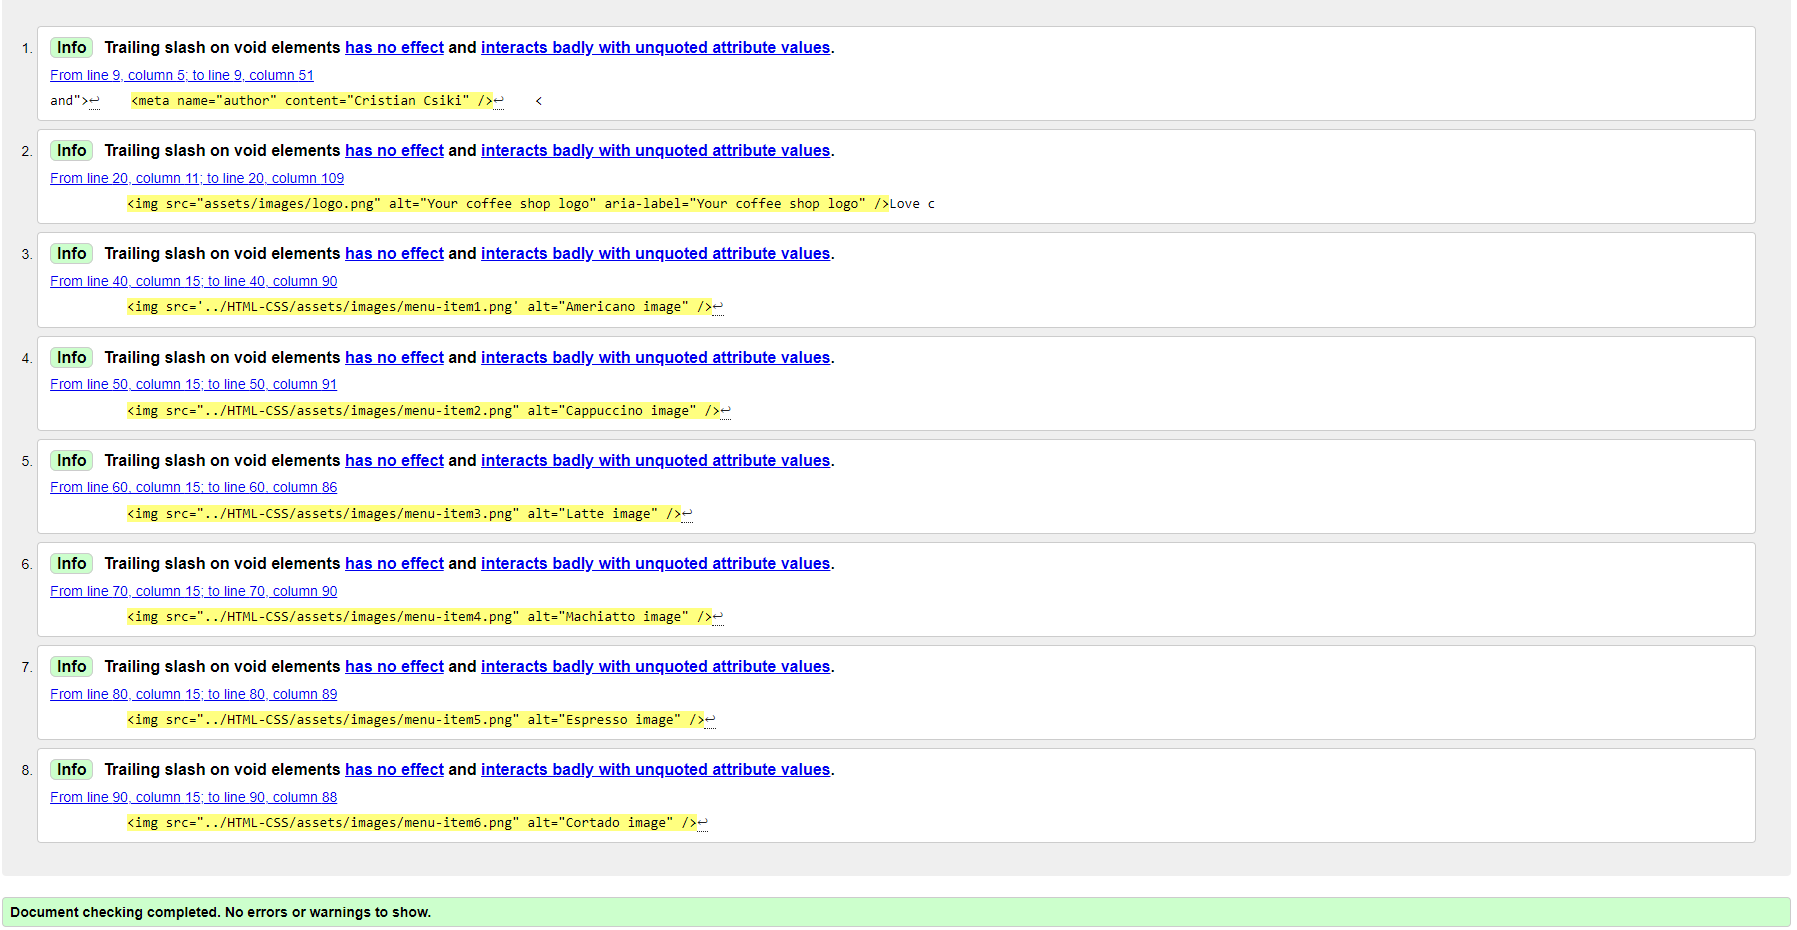 1. Info Trailing slash on void elements has no effect and interacts badly with unquoted attribute values.
From line 9, column 5; to line 9, column 51
and">↩    <meta name="author" content="Cristian Csiki" />↩    <
2. Info Trailing slash on void elements has no effect and interacts badly with unquoted attribute values.
From line 20, column 11; to line 20, column 109
<img src="assets/images/logo.png" alt="Your coffee shop logo" aria-label="Your coffee shop logo" />Love c
3. Info Trailing slash on void elements has no effect and interacts badly with unquoted attribute values.
From line 40, column 15; to line 40, column 90
<img src='../HTML-CSS/assets/images/menu-item1.png' alt="Americano image" />↩
4. Info Trailing slash on void elements has no effect and interacts badly with unquoted attribute values.
From line 50, column 15; to line 50, column 91
<img src="../HTML-CSS/assets/images/menu-item2.png" alt="Cappuccino image" />↩
5. Info Trailing slash on void elements has no effect and interacts badly with unquoted attribute values.
From line 60, column 15; to line 60, column 86
<img src="../HTML-CSS/assets/images/menu-item3.png" alt="Latte image" />↩
6. Info Trailing slash on void elements has no effect and interacts badly with unquoted attribute values.
From line 70, column 15; to line 70, column 90
<img src="../HTML-CSS/assets/images/menu-item4.png" alt="Machiatto image" />↩
7. Info Trailing slash on void elements has no effect and interacts badly with unquoted attribute values.
From line 80, column 15; to line 80, column 89
<img src="../HTML-CSS/assets/images/menu-item5.png" alt="Espresso image" />↩
8. Info Trailing slash on void elements has no effect and interacts badly with unquoted attribute values.
From line 90, column 15; to line 90, column 88
<img src="../HTML-CSS/assets/images/menu-item6.png" alt="Cortado image" />↩
Document checking completed. No errors or warnings to show.